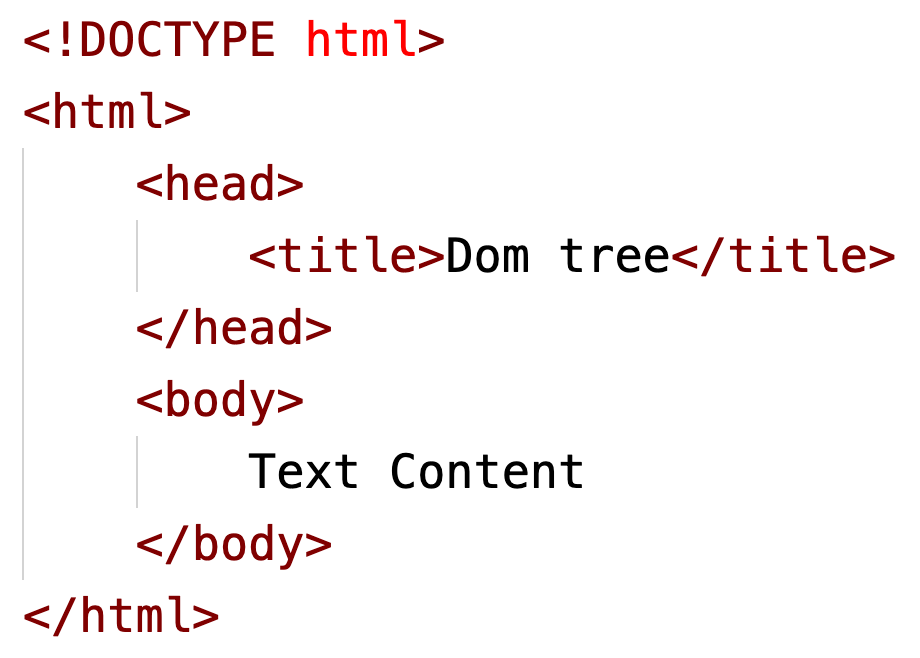 <!DOCTYPE html>
<html>
<head>
<title>Dom tree</title>
</head>
<body>
Text Content
</body>
</html>